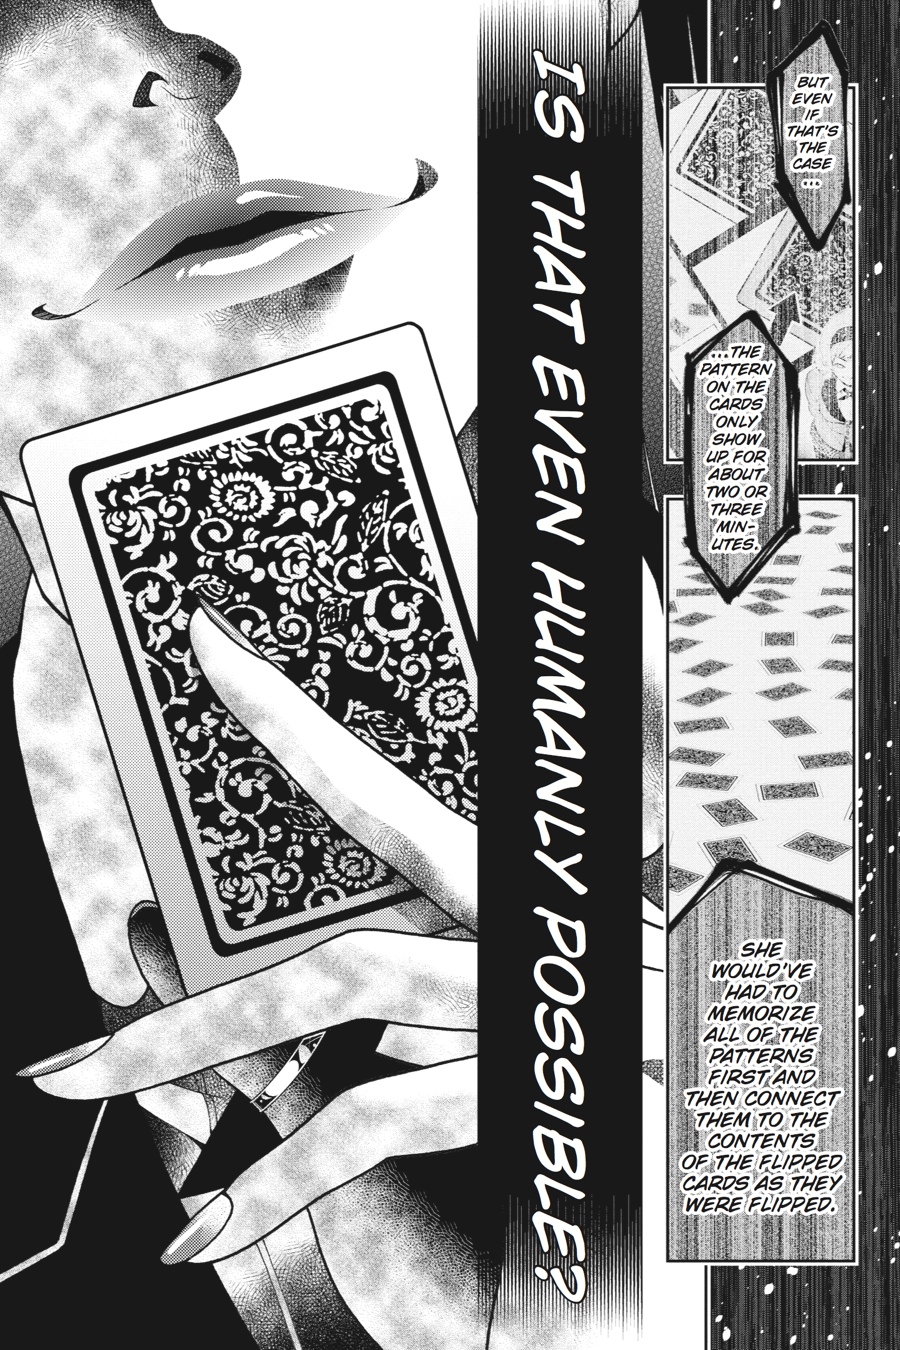 BUT
EVEN
IF
THAT'S
THE
CASE
...
...THE
PATTERN
ON THE
CARDS
ONLY
SHOW
UP FOR
ABOUT
TWO OR
THREE
MIN-
UTES.
SHE
WOULD'VE
HAD TO
MEMORIZE
ALL OF THE
PATTERNS
FIRST AND
THEN CONNECT
THEM TO THE
CONTENTS
OF THE FLIPPED
CARDS AS THEY
WERE FLIPPED.
IS THAT EVEN HUMANLY POSSIBLE?